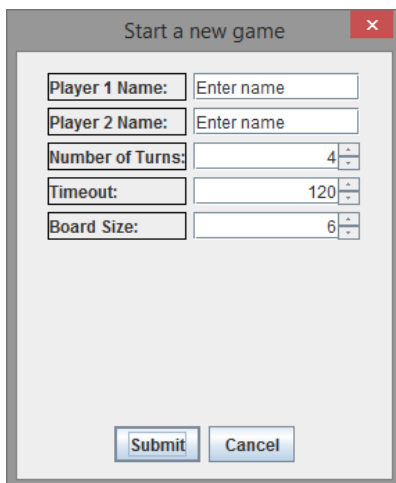 Start a new game
Player 1 Name: Enter name
Player 2 Name: Enter name
Number of Turns: 4
Timeout: 120
Board Size: 6
Submit Cancel